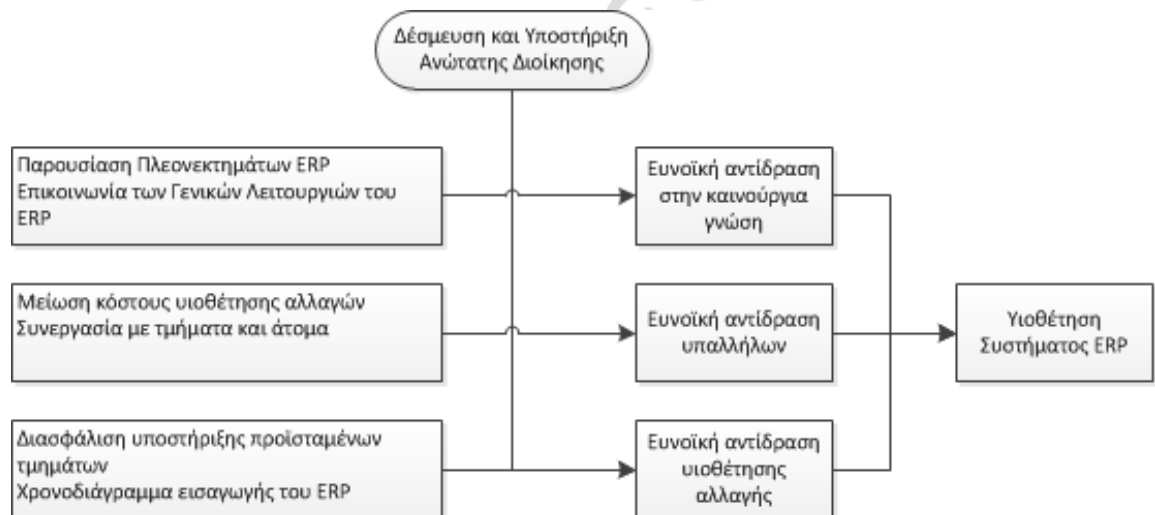 Δέσμευση και Υποστήριξη
Ανώτατης Διοίκησης
Παρουσίαση Πλεονεκτημάτων ERP
Επικοινωνία των Γενικών Λειτουργιών του
ERP
Ευνοϊκή αντίδραση
στην καινούργια
γνώση
Μείωση κόστους υιοθέτησης αλλαγών
Συνεργασία με τμήματα και άτομα
Ευνοϊκή αντίδραση
υπαλλήλων
Υιοθέτηση
Συστήματος ERP
Διασφάλιση υποστήριξης προϊσταμένων
τμημάτων
Χρονοδιάγραμμα εισαγωγής του ERP
Ευνοϊκή αντίδραση
υιοθέτησης
αλλαγής